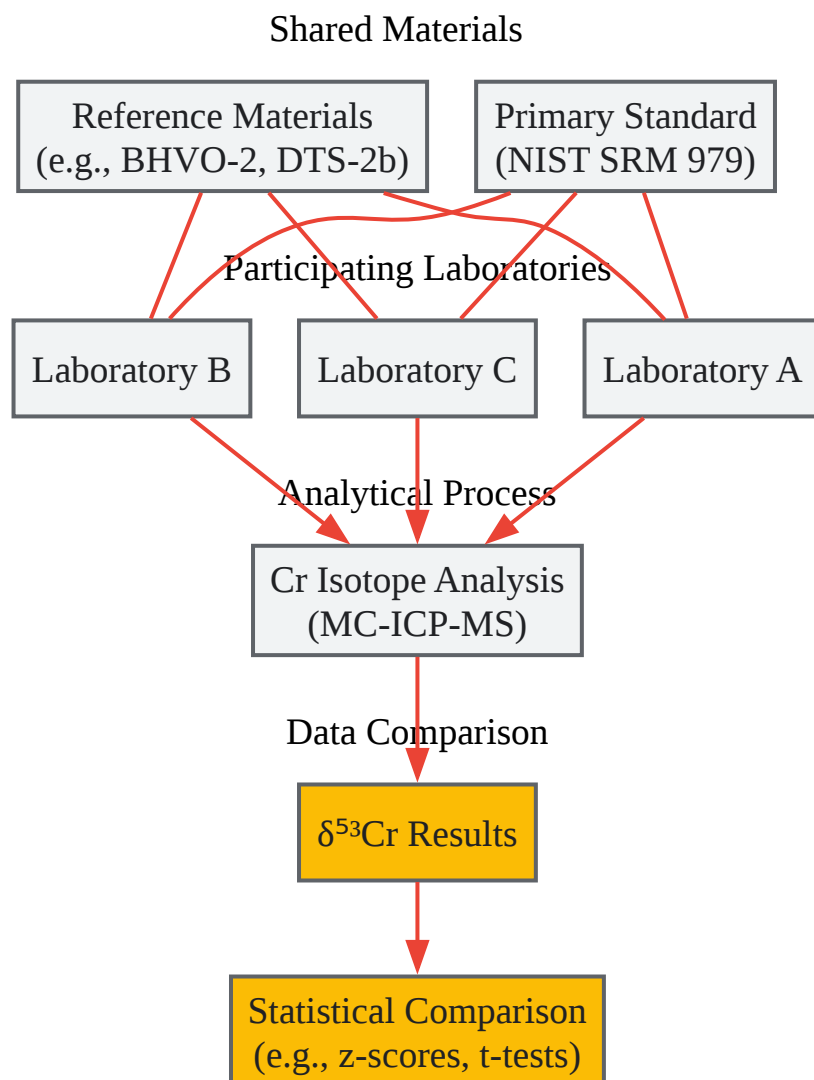 Shared Materials
Reference Materials
(e.g., BHVO-2, DTS-2b)
Primary Standard
(NIST SRM 979)
Participating Laboratories
Laboratory B
Laboratory C
Laboratory A
Analytical Process
Cr Isotope Analysis
(MC-ICP-MS)
Data Comparison
δ⁵³Cr Results
Statistical Comparison
(e.g., z-scores, t-tests)